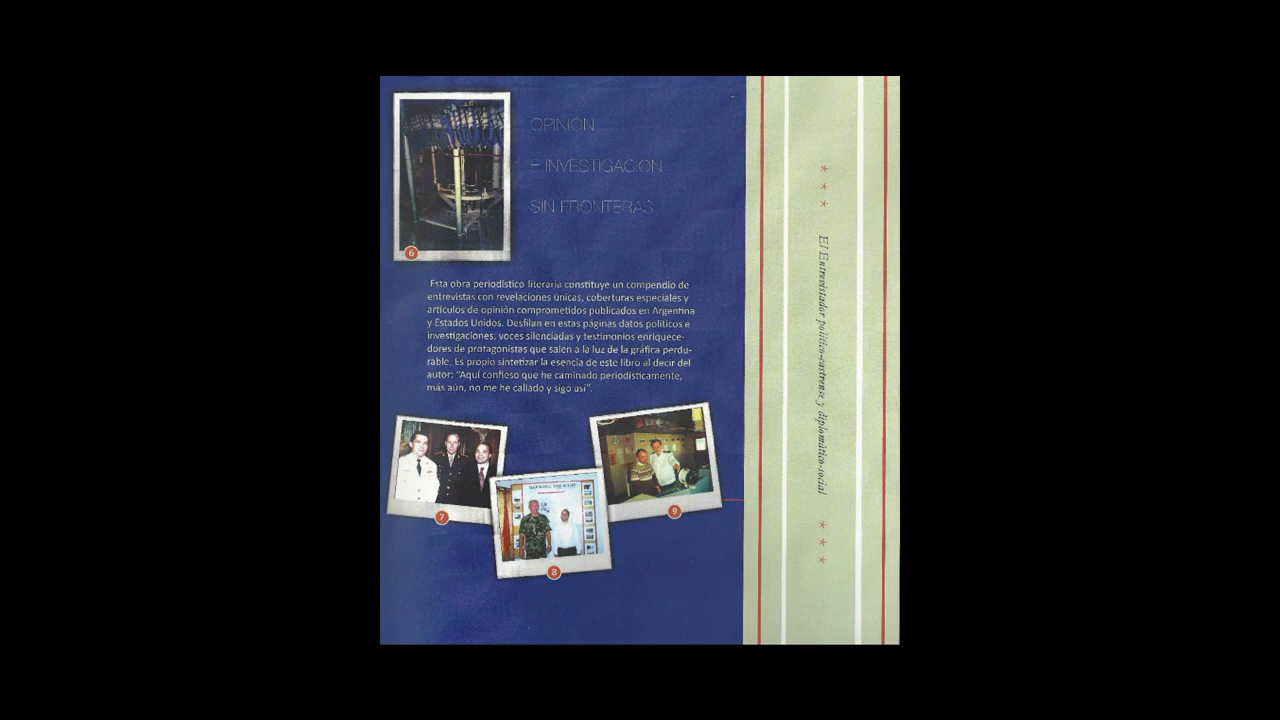 OPINION
E INVESTIGACION
SIN FRONTERAS
6
Esta obra periodístico literaria constituye un compendio de
entrevistas con revelaciones únicas, coberturas especiales y
artículos de opinión comprometidos publicados en Argentina
y Estados Unidos. Desfilan en estas páginas datos políticos e
investigaciones, voces silenciadas y testimonios enriquece-
dores de protagonistas que salen a la luz de la gráfica perdu-
rable. Es propio sintetizar la esencia de este libro al decir del
autor: "Aquí confieso que he caminado periodísticamente,
más aún, no me he callado y sigo así".
7
8
9
* * * El Entrevistador político-castrense y diplomático-social * * *